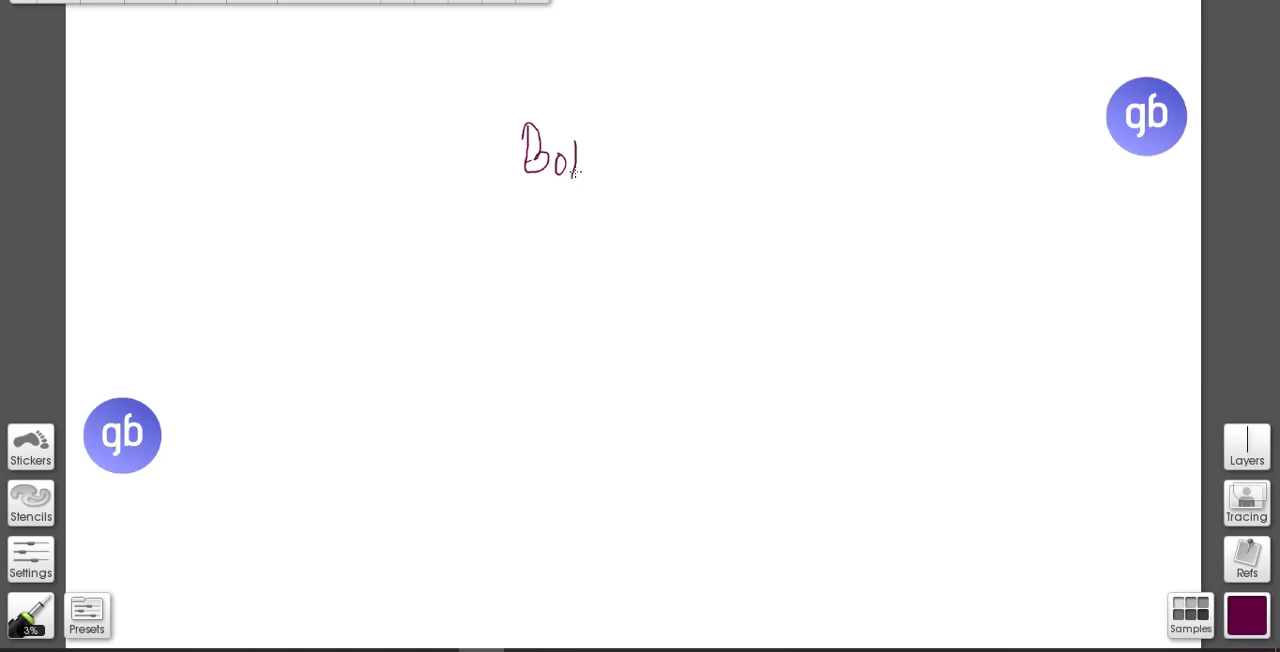 Bol
gb
gb
Stickers
Stencils
Settings
3%
Presets
Layers
Tracing
Refs
Samples